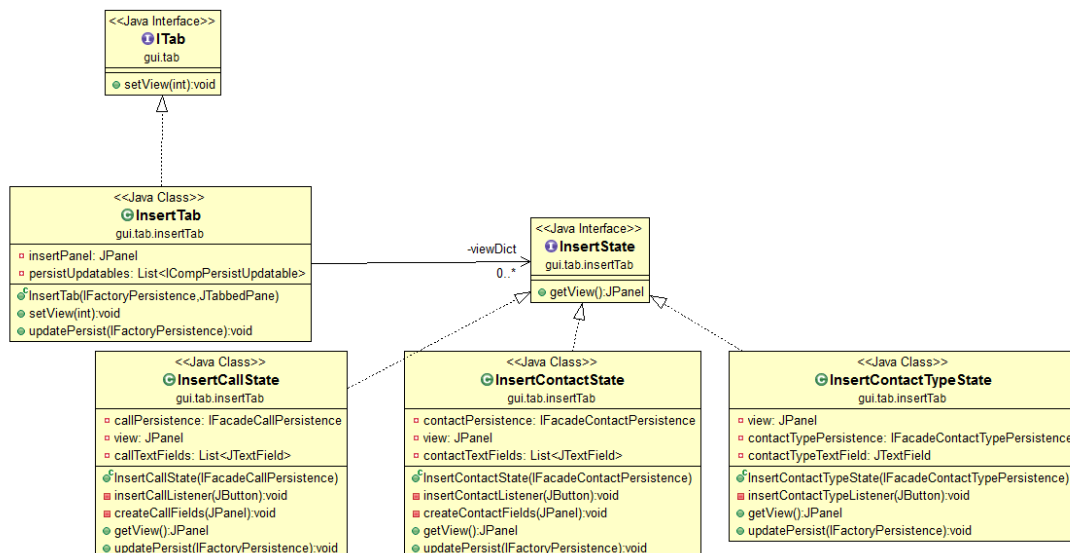 <<Java Interface>>
ITab
gui.tab
setView(int):void
<<Java Class>>
InsertTab
gui.tab.insertTab
insertPanel: JPanel
persistUpdatables: List<ICompPersistUpdatable>
InsertTab(IFactoryPersistence,JTabbedPane)
setView(int):void
updatePersist(IFactoryPersistence):void
-viewDict
0..*
<<Java Interface>>
InsertState
gui.tab.insertTab
getView():JPanel
<<Java Class>>
InsertCallState
gui.tab.insertTab
callPersistence: IFacadeCallPersistence
view: JPanel
callTextFields: List<JTextField>
InsertCallState(IFacadeCallPersistence)
insertCallListener(JButton):void
createCallFields(JPanel):void
getView():JPanel
updatePersist(IFactoryPersistence):void
<<Java Class>>
InsertContactState
gui.tab.insertTab
contactPersistence: IFacadeContactPersistence
view: JPanel
contactTextFields: List<JTextField>
InsertContactState(IFacadeContactPersistence)
insertContactListener(JButton):void
createContactFields(JPanel):void
getView():JPanel
updatePersist(IFactoryPersistence):void
<<Java Class>>
InsertContactTypeState
gui.tab.insertTab
view: JPanel
contactTypePersistence: IFacadeContactTypePersistence
contactTypeTextField: JTextField
InsertContactTypeState(IFacadeContactTypePersistence)
insertContactTypeListener(JButton):void
getView():JPanel
updatePersist(IFactoryPersistence):void